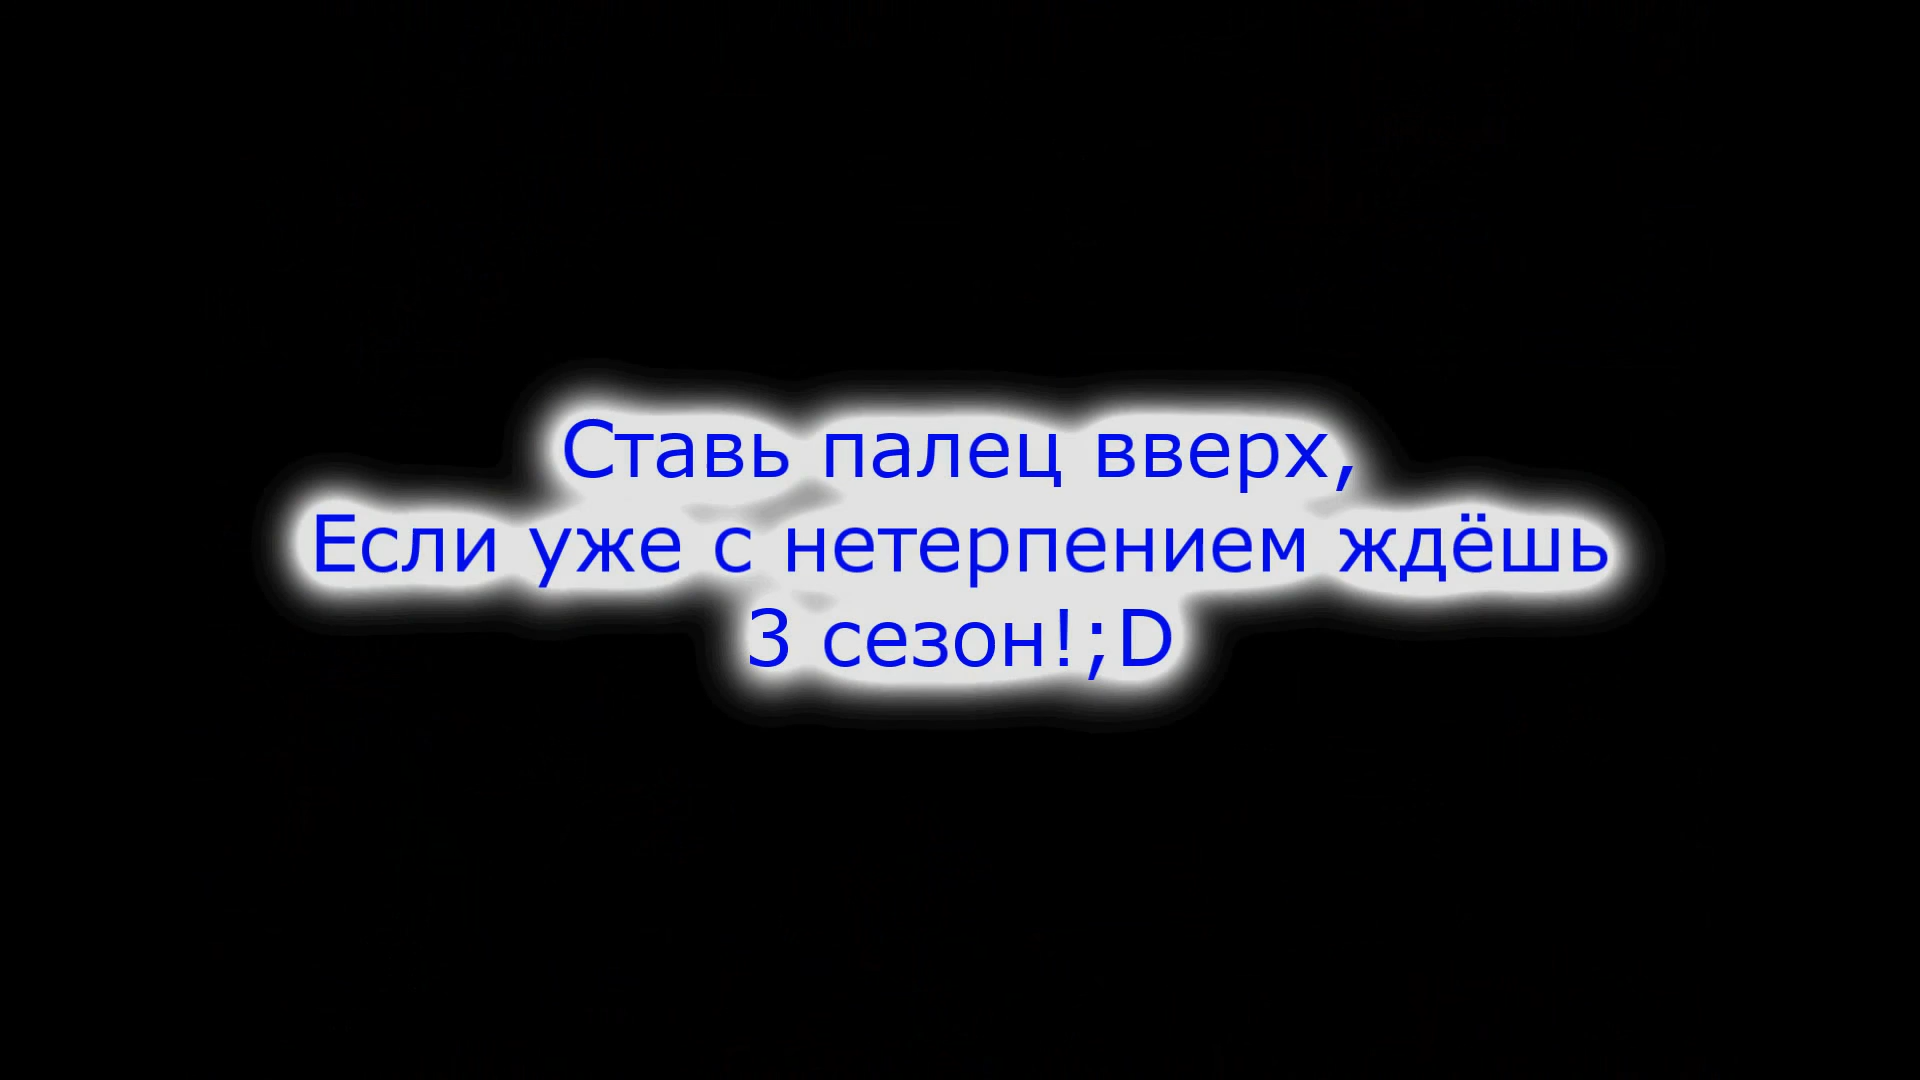 Ставь палец вверх,
Если уже с нетерпением ждёшь
3 сезон!;D